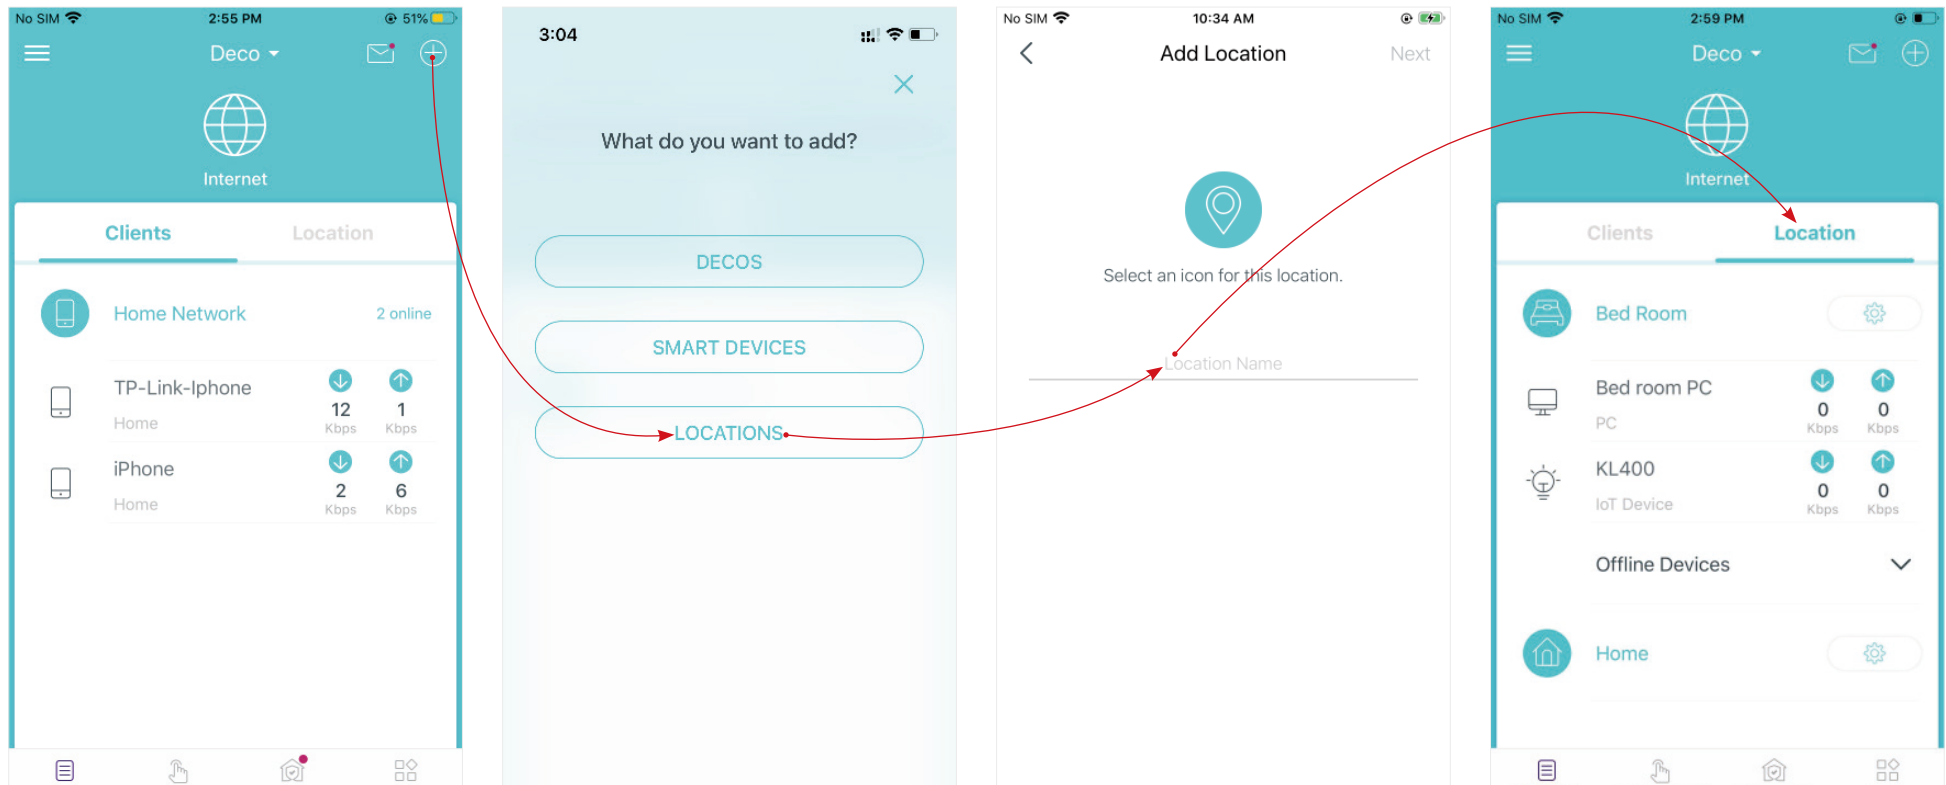 No SIM 2:55 PM 51%
Deco
Internet
Clients Location
Home Network 2 online
TP-Link-Iphone
Home
12 1
Kbps Kbps
iPhone
Home
2 6
Kbps Kbps
3:04
What do you want to add?
DECOS
SMART DEVICES
LOCATIONS
No SIM 10:34 AM
Add Location Next
Select an icon for this location.
Location Name
No SIM 2:59 PM
Deco
Internet
Clients Location
Bed Room
Bed room PC
PC
0 0
Kbps Kbps
KL400
IoT Device
0 0
Kbps Kbps
Offline Devices
Home